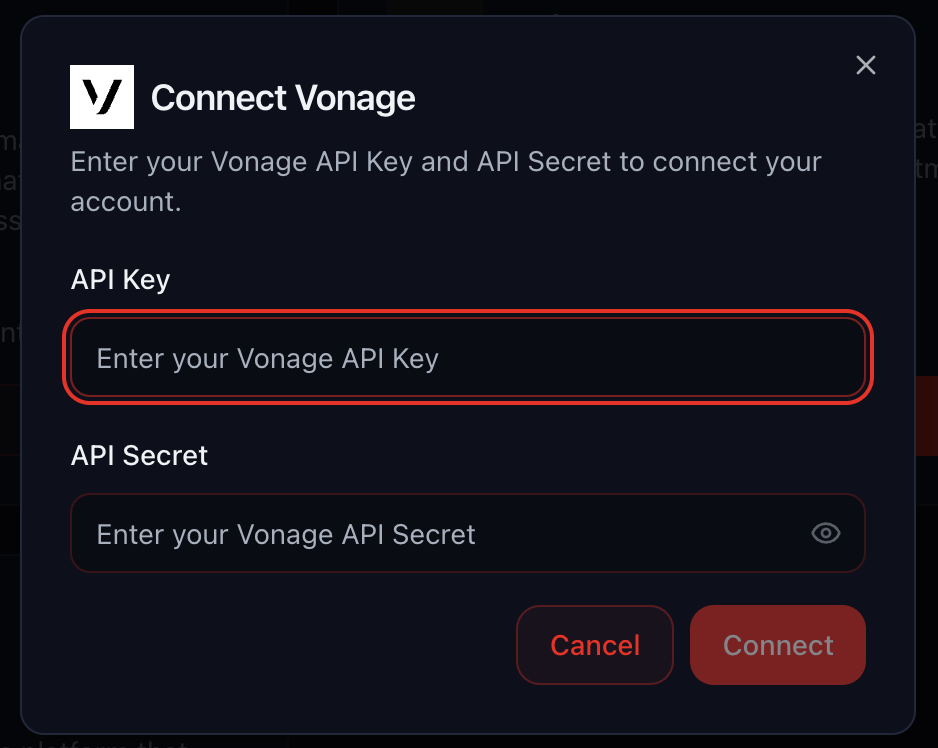 Connect Vonage
Enter your Vonage API Key and API Secret to connect your
account.
API Key
Enter your Vonage API Key
API Secret
Enter your Vonage API Secret
Cancel
Connect